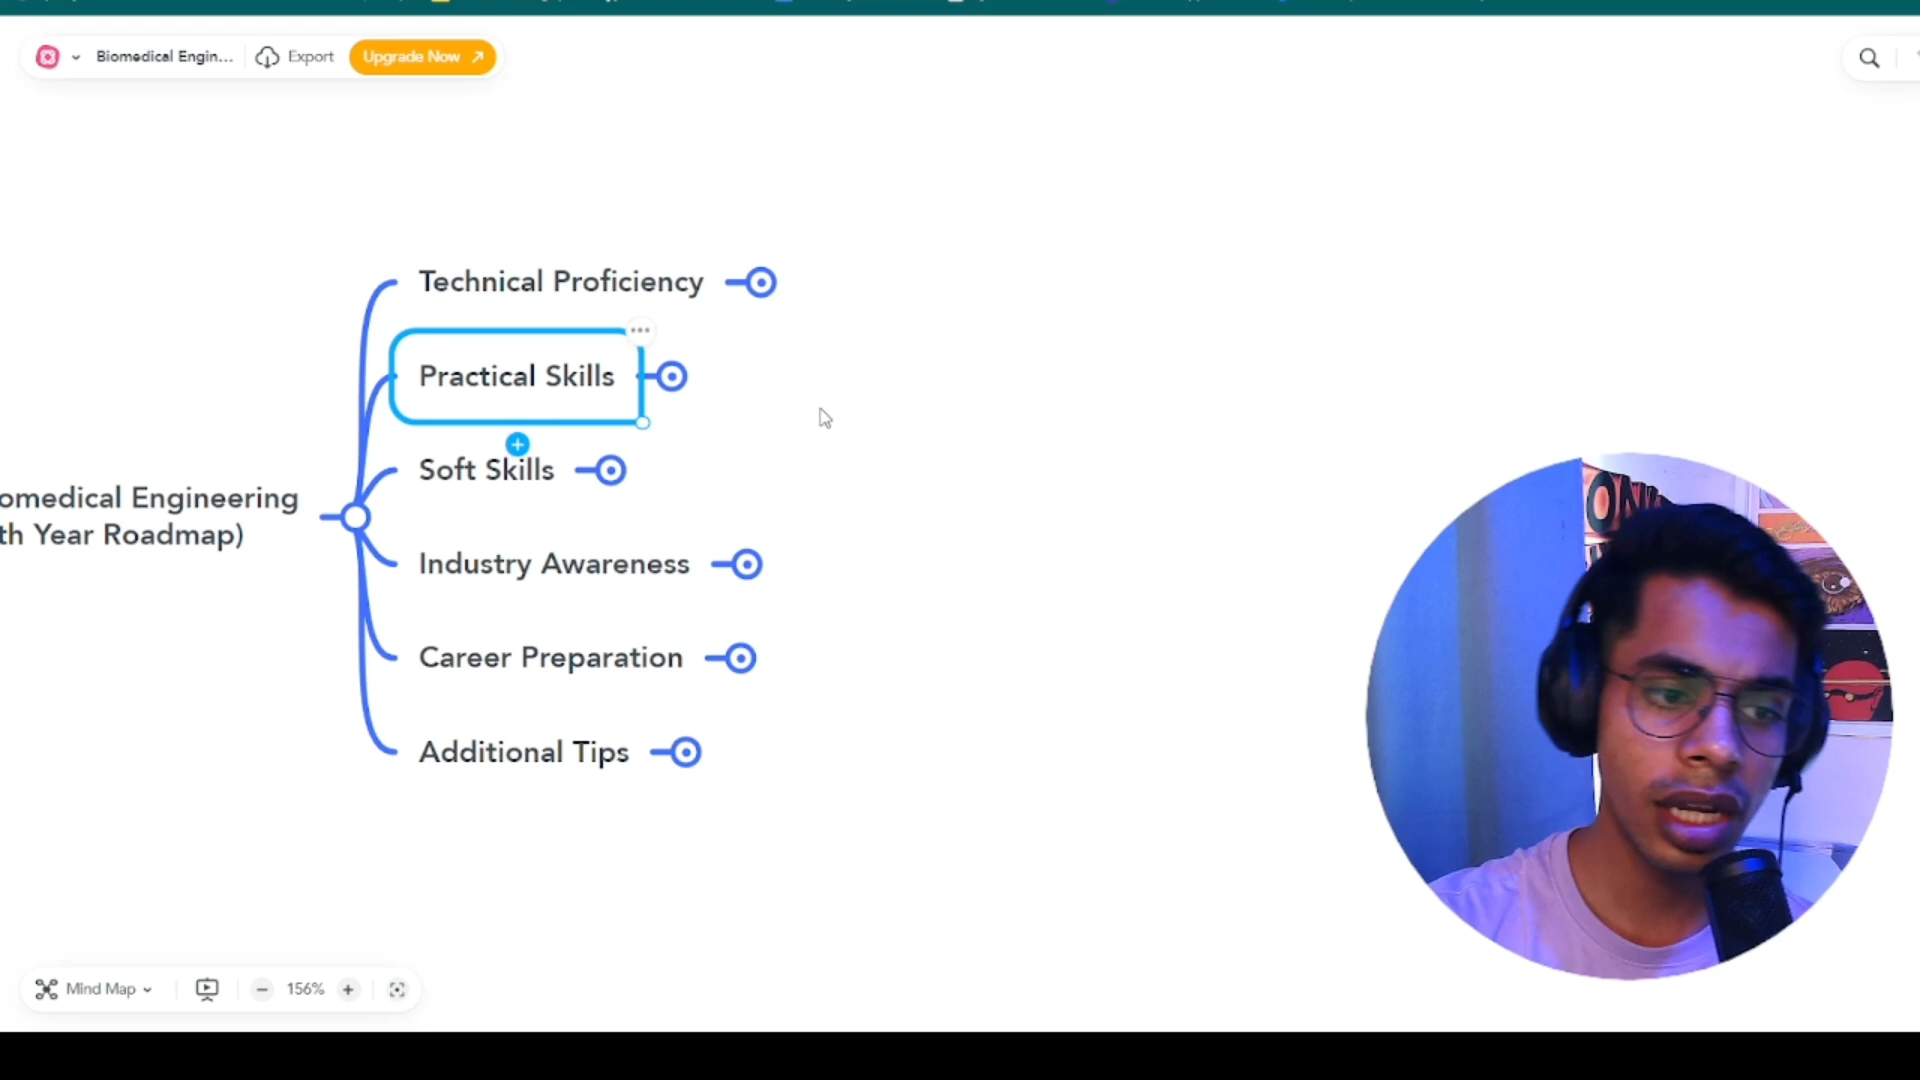 Biomedical Engin...
Export
Upgrade Now
Technical Proficiency
Practical Skills
Soft Skills
omedical Engineering
th Year Roadmap)
Industry Awareness
Career Preparation
Additional Tips
Mind Map
156%